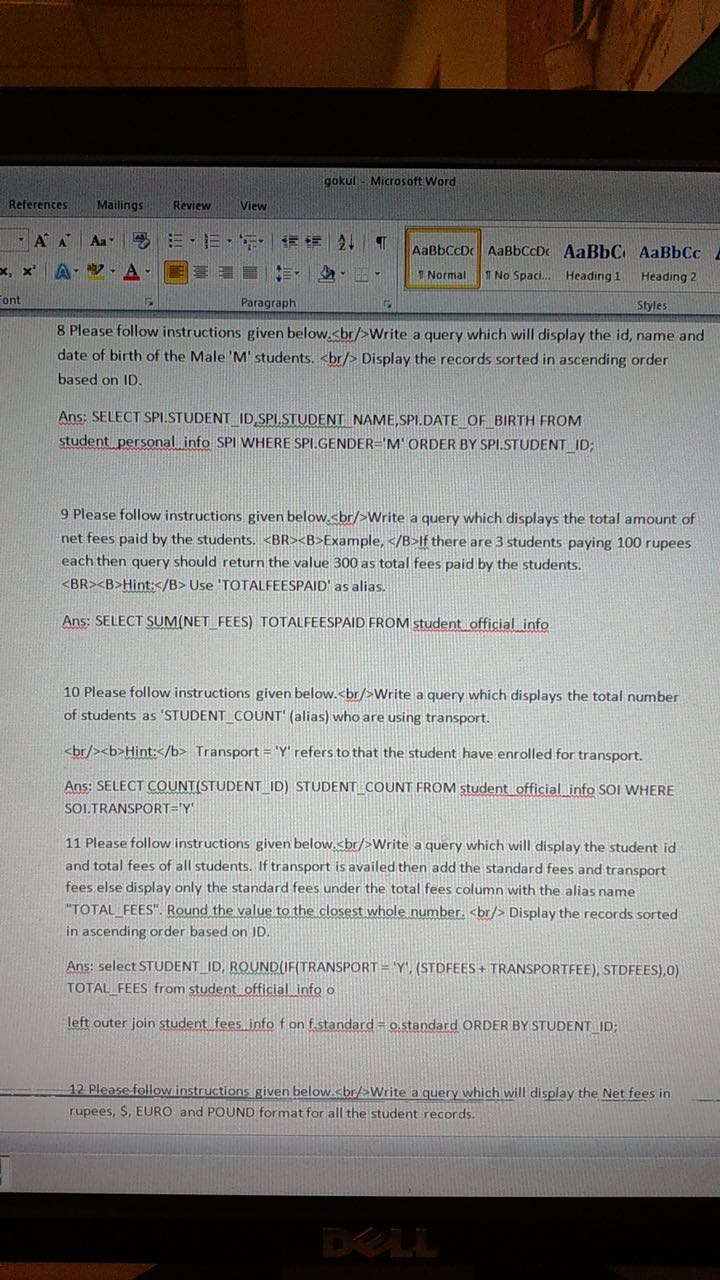 gokul - Microsoft Word
References Mailings Review View
Aa
AaBbCcDc AaBbCcDc AaBbC AaBbCc
¶ Normal ¶ No Spaci... Heading 1 Heading 2
Font Paragraph Styles
8 Please follow instructions given below.<br/>Write a query which will display the id, name and
date of birth of the Male 'M' students. <br/> Display the records sorted in ascending order
based on ID.
Ans: SELECT SPI.STUDENT_ID,SPI.STUDENT_NAME,SPI.DATE_OF_BIRTH FROM
student_personal_info SPI WHERE SPI.GENDER='M' ORDER BY SPI.STUDENT_ID;
9 Please follow instructions given below.<br/>Write a query which displays the total amount of
net fees paid by the students. <BR><B>Example, </B>If there are 3 students paying 100 rupees
each then query should return the value 300 as total fees paid by the students.
<BR><B>Hint:</B> Use 'TOTALFEESPAID' as alias.
Ans: SELECT SUM(NET_FEES) TOTALFEESPAID FROM student_official_info
10 Please follow instructions given below.<br/>Write a query which displays the total number
of students as 'STUDENT_COUNT' (alias) who are using transport.
<br/><b>Hint:</b> Transport = 'Y' refers to that the student have enrolled for transport.
Ans: SELECT COUNT(STUDENT_ID) STUDENT_COUNT FROM student_official_info SOI WHERE
SOI.TRANSPORT='Y'
11 Please follow instructions given below.<br/>Write a query which will display the student id
and total fees of all students. If transport is availed then add the standard fees and transport
fees else display only the standard fees under the total fees column with the alias name
"TOTAL_FEES". Round the value to the closest whole number. <br/> Display the records sorted
in ascending order based on ID.
Ans: select STUDENT_ID, ROUND(IF(TRANSPORT = 'Y', (STDFEES + TRANSPORTFEE), STDFEES),0)
TOTAL_FEES from student_official_info o
left outer join student_fees_info f on f.standard = o.standard ORDER BY STUDENT_ID;
12 Please follow instructions given below.<br/>Write a query which will display the Net fees in
rupees, $, EURO and POUND format for all the student records.
DELL